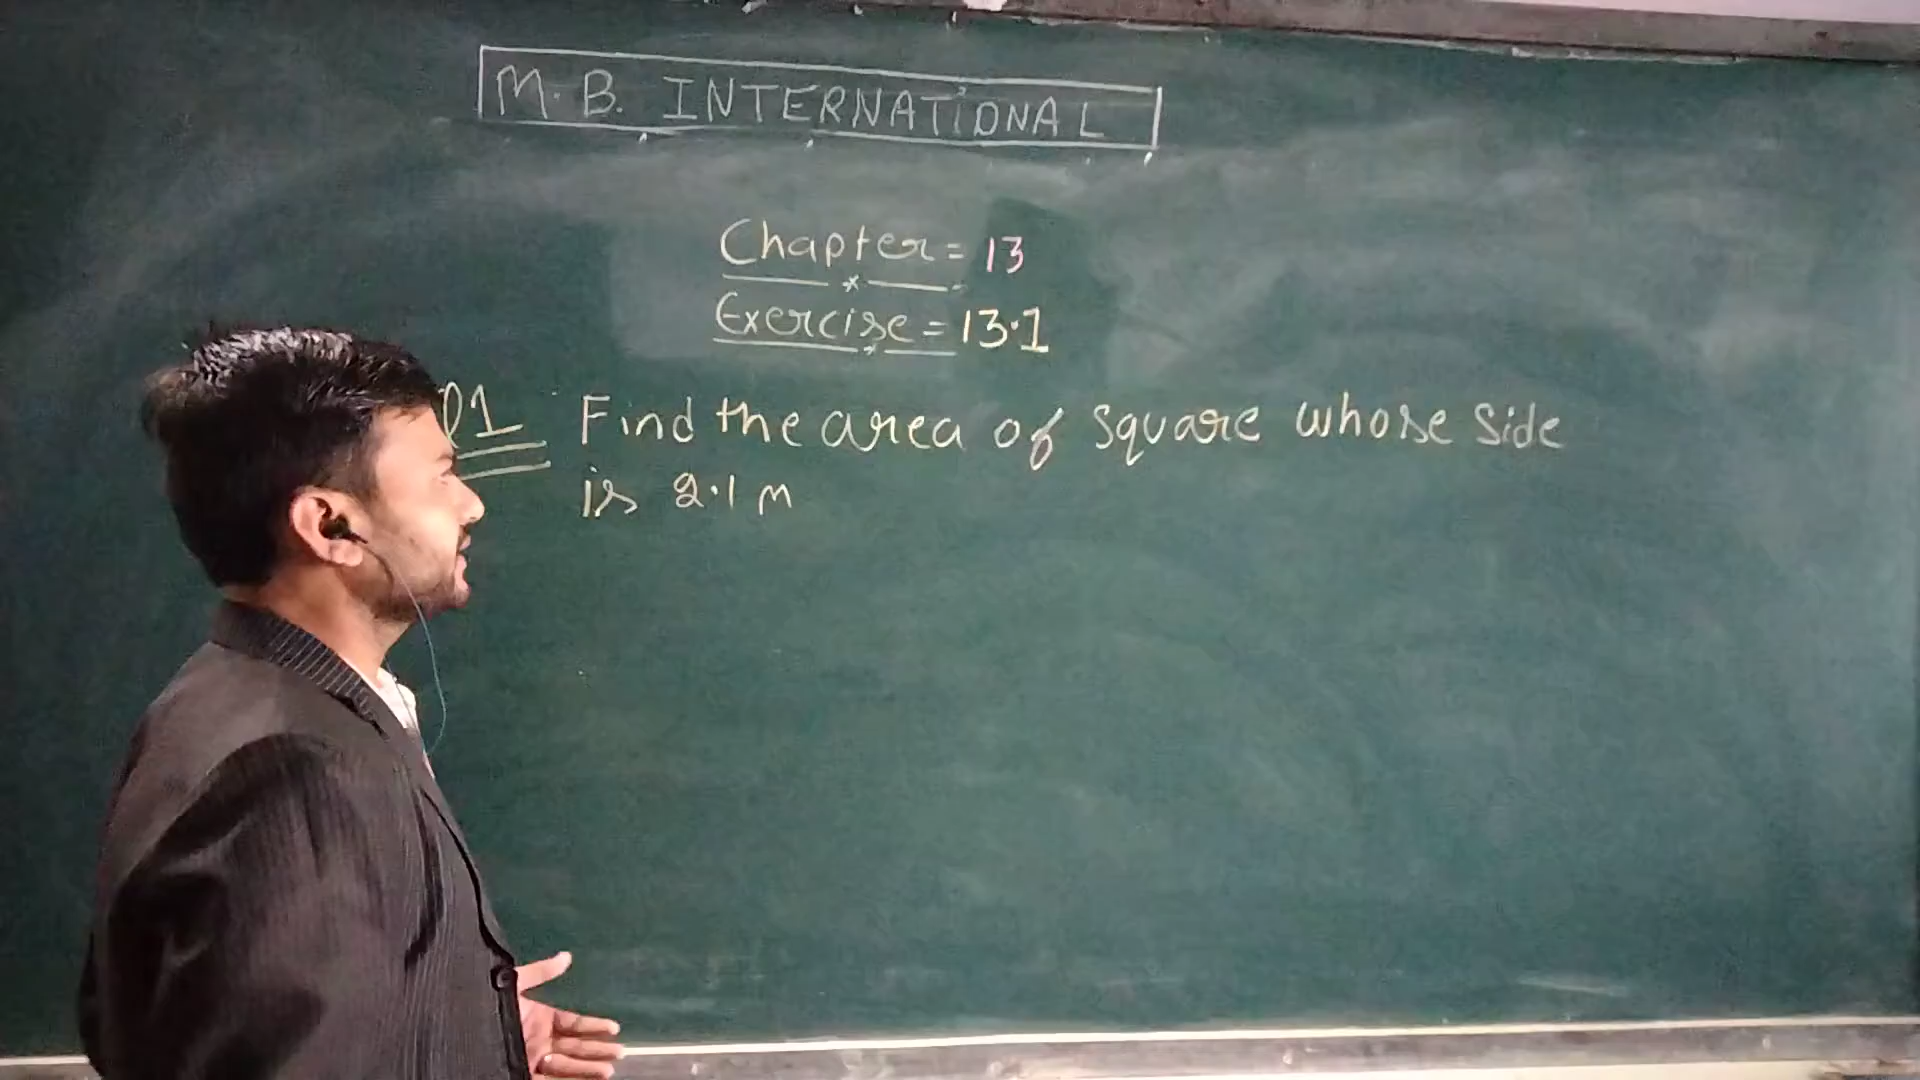 M. B. INTERNATIONAL
Chapter = 13
Exercise = 13.1
Q1 Find the area of square whose side
is 2.1 m